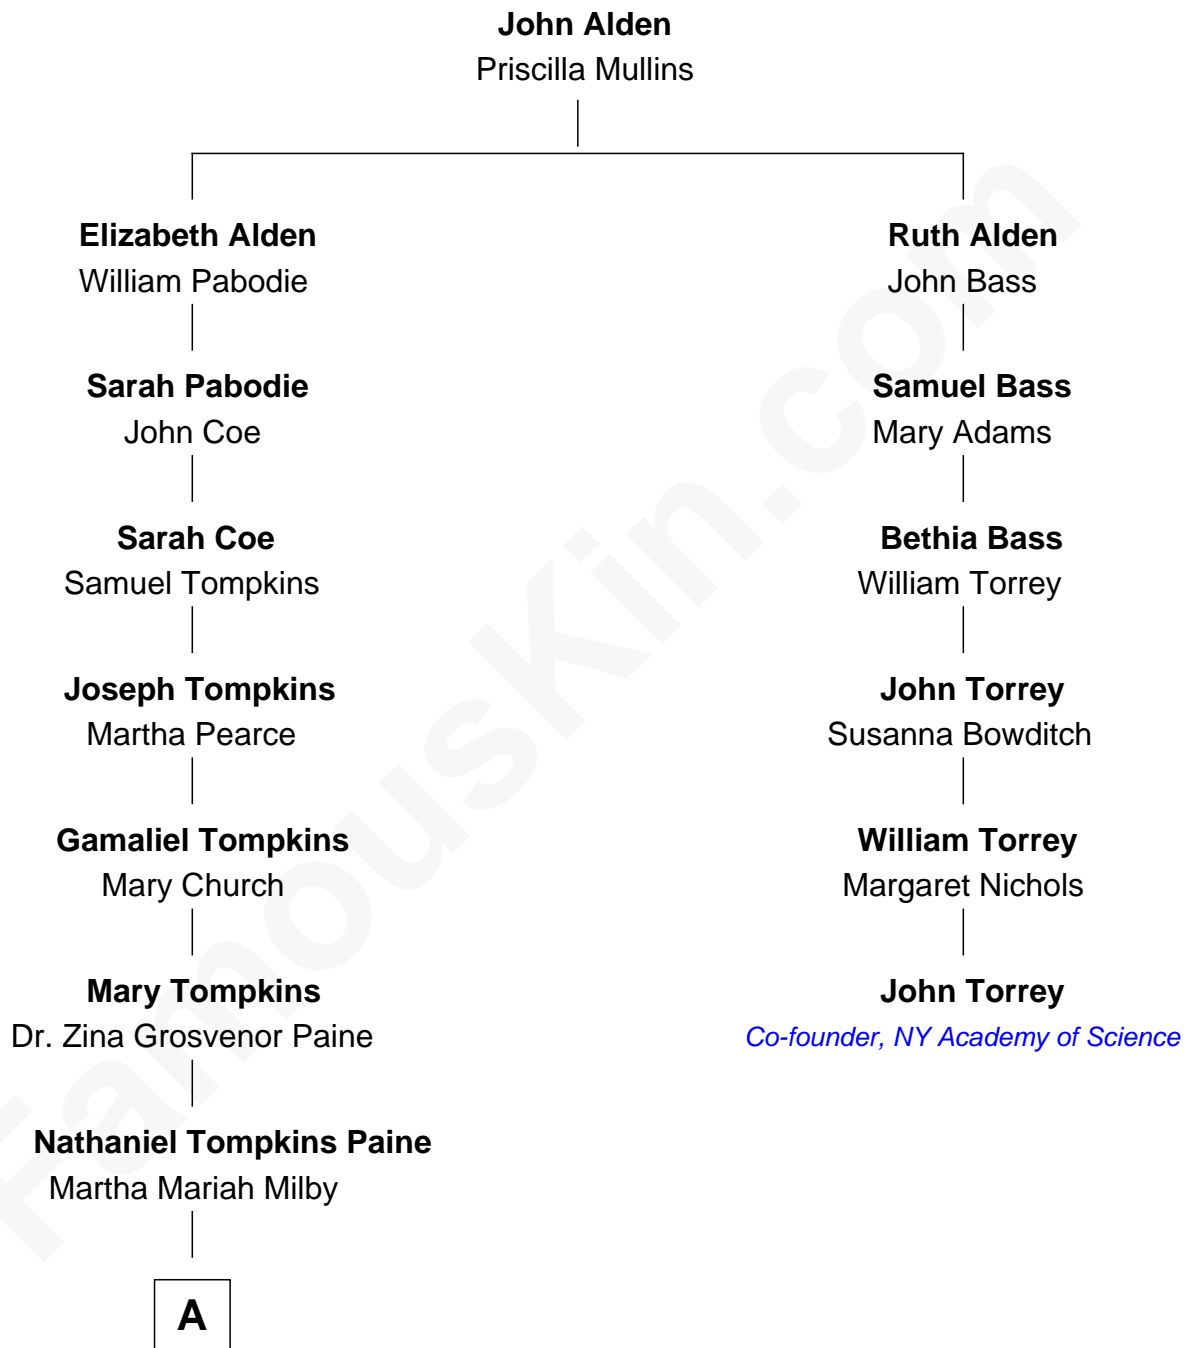 John Alden
Priscilla Mullins
Elizabeth Alden
William Pabodie
Ruth Alden
John Bass
Sarah Pabodie
John Coe
Samuel Bass
Mary Adams
Sarah Coe
Samuel Tompkins
Bethia Bass
William Torrey
Joseph Tompkins
Martha Pearce
John Torrey
Susanna Bowditch
Gamaliel Tompkins
Mary Church
William Torrey
Margaret Nichols
Mary Tompkins
Dr. Zina Grosvenor Paine
John Torrey
Co-founder, NY Academy of Science
Nathaniel Tompkins Paine
Martha Mariah Milby
A
FamousKin.com